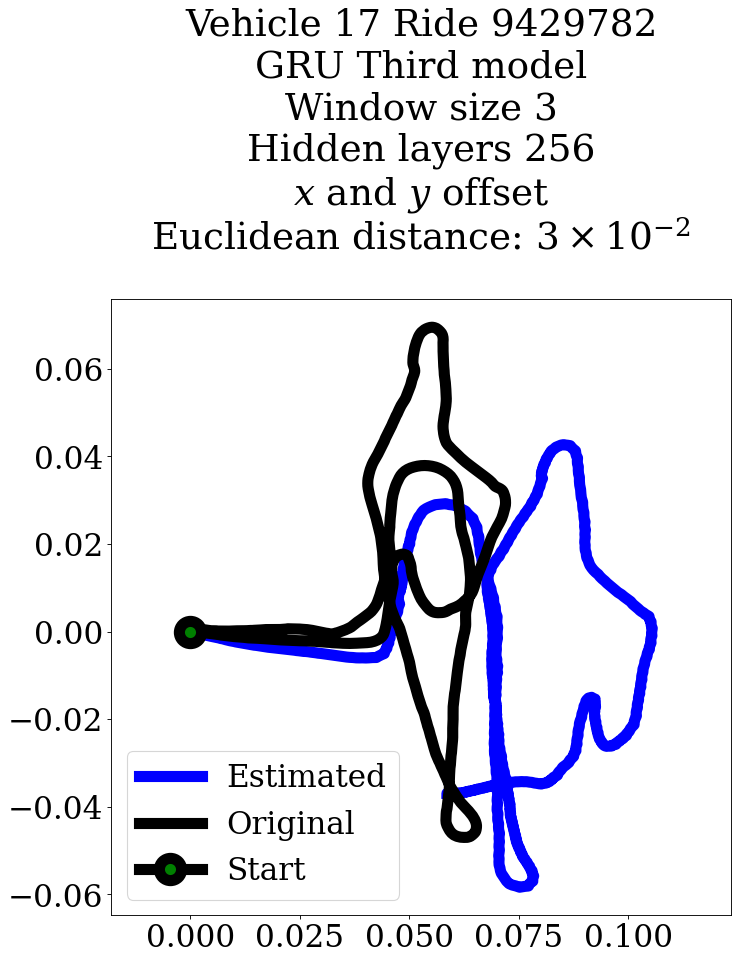 Vehicle 17 Ride 9429782
GRU Third model
Window size 3
Hidden layers 256
x and y offset
Euclidean distance: 3 × 10⁻²
0.06
0.04
0.02
0.00
−0.02
−0.04
−0.06
Estimated
Original
Start
0.000 0.025 0.050 0.075 0.100